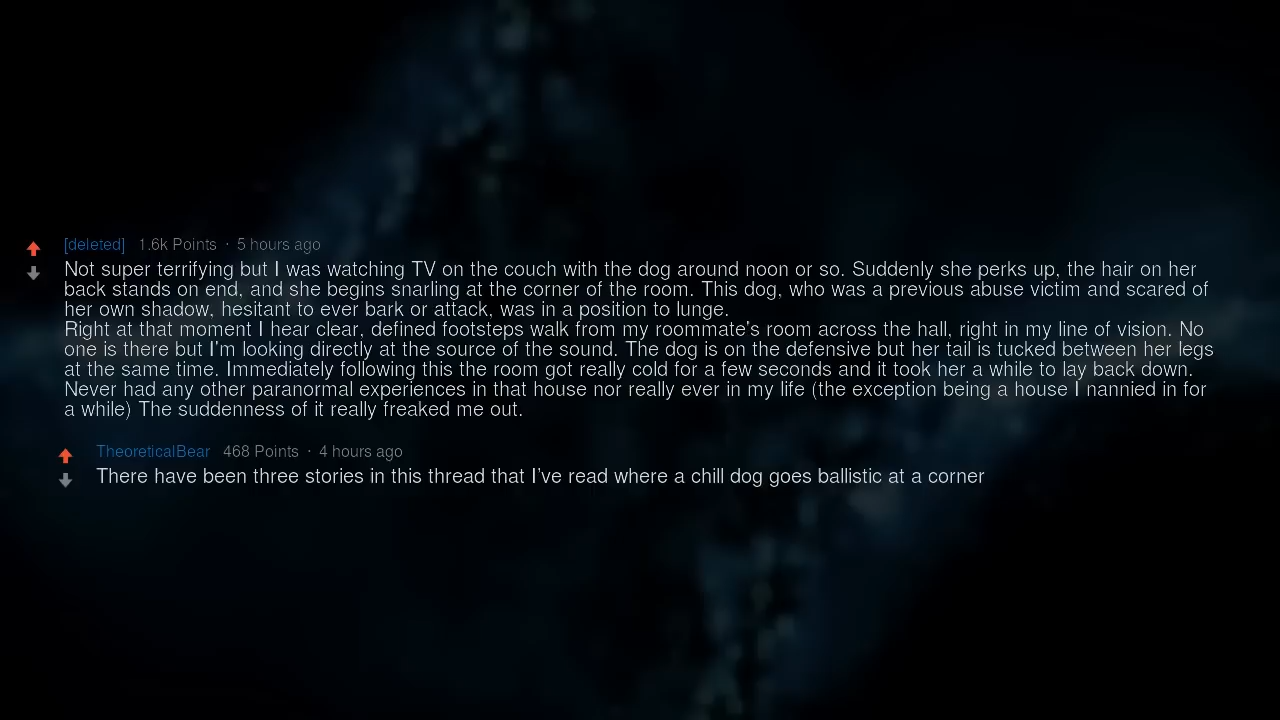 [deleted] 1.6k Points · 5 hours ago
Not super terrifying but I was watching TV on the couch with the dog around noon or so. Suddenly she perks up, the hair on her
back stands on end, and she begins snarling at the corner of the room. This dog, who was a previous abuse victim and scared of
her own shadow, hesitant to ever bark or attack, was in a position to lunge.
Right at that moment I hear clear, defined footsteps walk from my roommate's room across the hall, right in my line of vision. No
one is there but I'm looking directly at the source of the sound. The dog is on the defensive but her tail is tucked between her legs
at the same time. Immediately following this the room got really cold for a few seconds and it took her a while to lay back down.
Never had any other paranormal experiences in that house nor really ever in my life (the exception being a house I nannied in for
a while) The suddenness of it really freaked me out.
TheoreticalBear 468 Points · 4 hours ago
There have been three stories in this thread that I’ve read where a chill dog goes ballistic at a corner